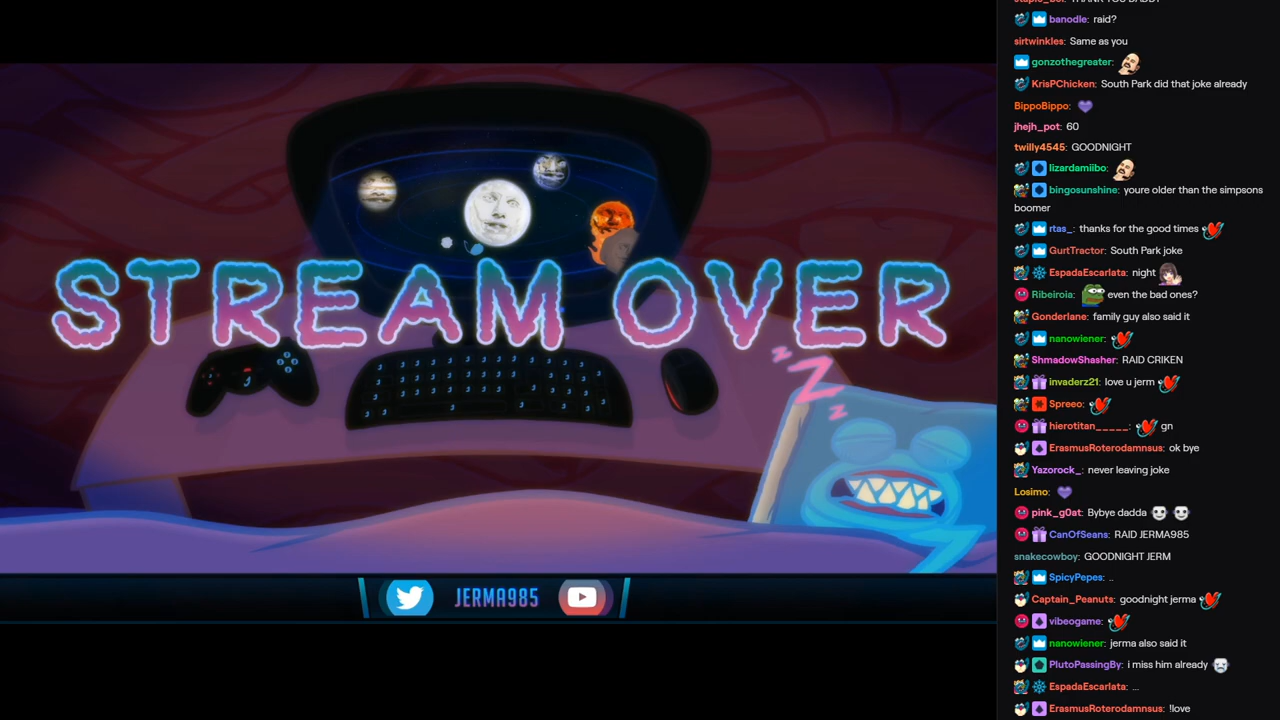 STREAM OVER
z
Z
z
JERMA985
banodle: raid?
sirtwinkles: Same as you
gonzothegreater:
KrisPChicken: South Park did that joke already
BippoBippo:
jhejh_pot: 60
twilly4545: GOODNIGHT
lizardamiibo:
bingosunshine: youre older than the simpsons
boomer
rtas_: thanks for the good times
GurtTractor: South Park joke
EspadaEscarlata: night
Ribeiroia: even the bad ones?
Gonderlane: family guy also said it
nanowiener:
ShmadowShasher: RAID CRIKEN
invaderz21: love u jerm
Spreeo:
hierotitan_____: gn
ErasmusRoterodamnsus: ok bye
Yazorock_: never leaving joke
Losimo:
pink_g0at: Bybye dadda
CanOfSeans: RAID JERMA985
snakecowboy: GOODNIGHT JERM
SpicyPepes: ..
Captain_Peanuts: goodnight jerma
vibeogame:
nanowiener: jerma also said it
PlutoPassingBy: i miss him already
EspadaEscarlata: ...
ErasmusRoterodamnsus: !love